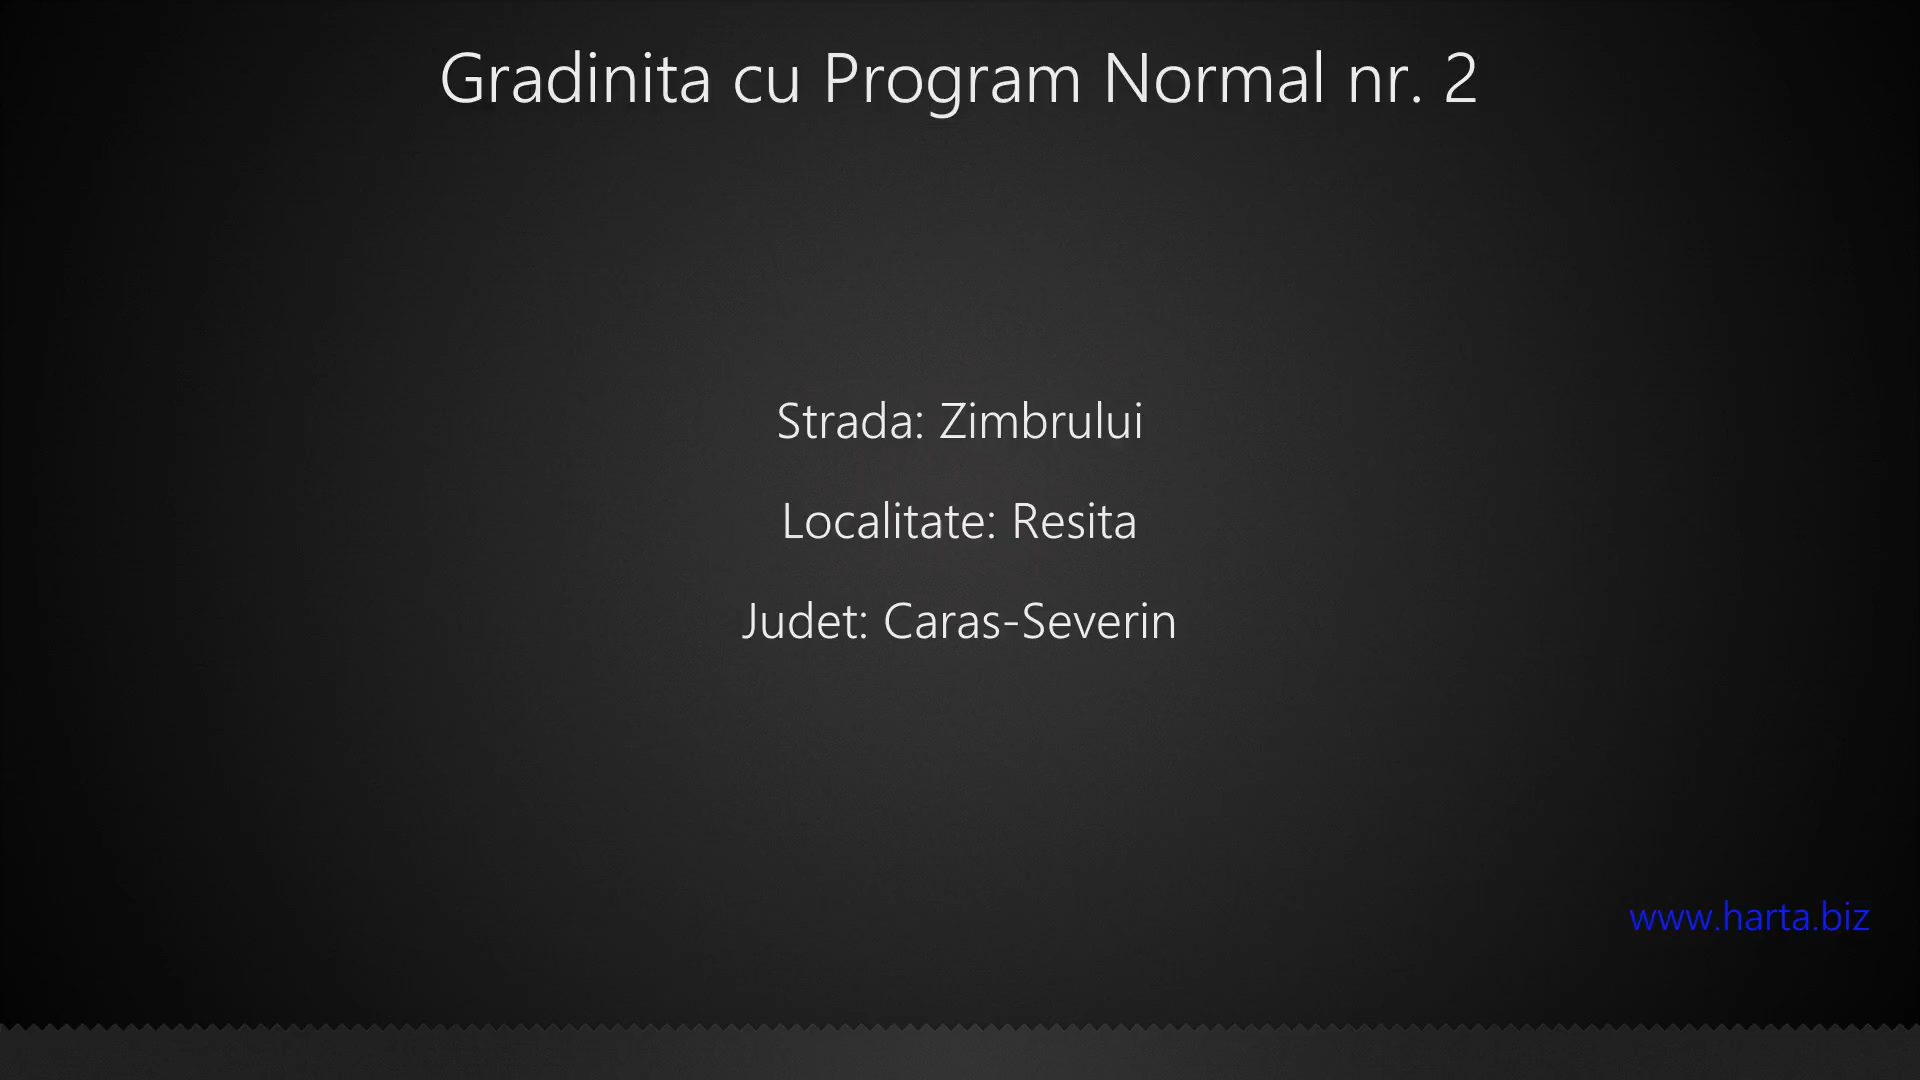 Gradinita cu Program Normal nr. 2
Strada: Zimbrului
Localitate: Resita
Judet: Caras-Severin
www.harta.biz